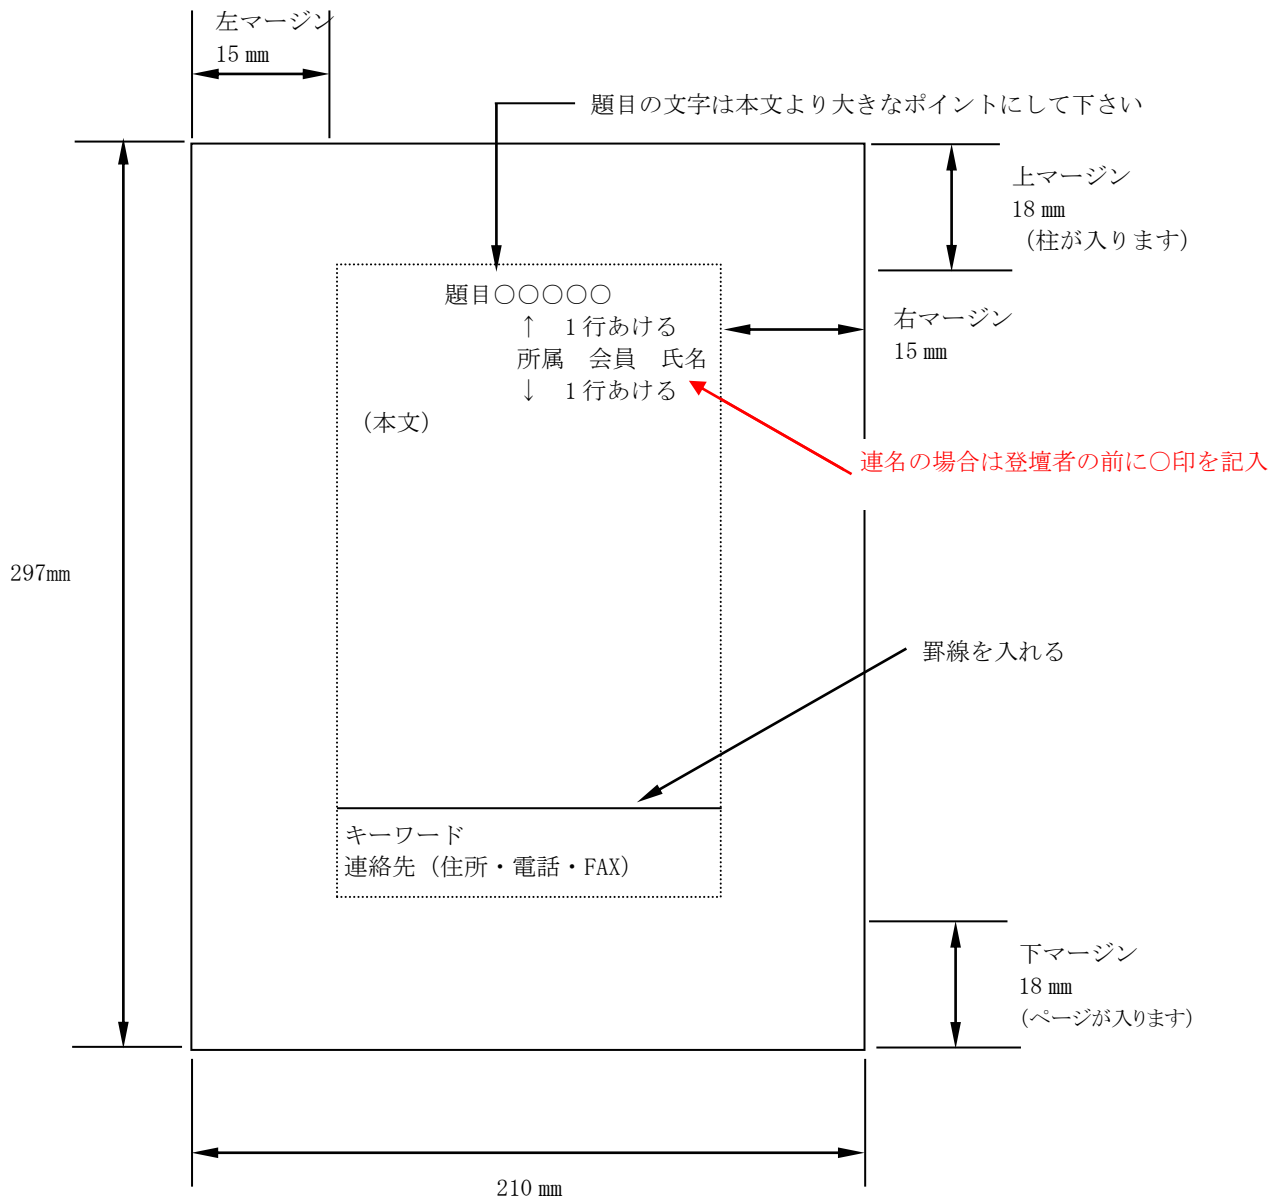 左マージン
15 mm
題目の文字は本文より大きなポイントにして下さい
上マージン
18 mm
（柱が入ります）
題目○○○○○
↑　1 行あける
所属　会員　氏名
↓　1 行あける
（本文）
右マージン
15 mm
連名の場合は登壇者の前に○印を記入
297mm
罫線を入れる
キーワード
連絡先（住所・電話・FAX）
下マージン
18 mm
（ページが入ります）
210 mm